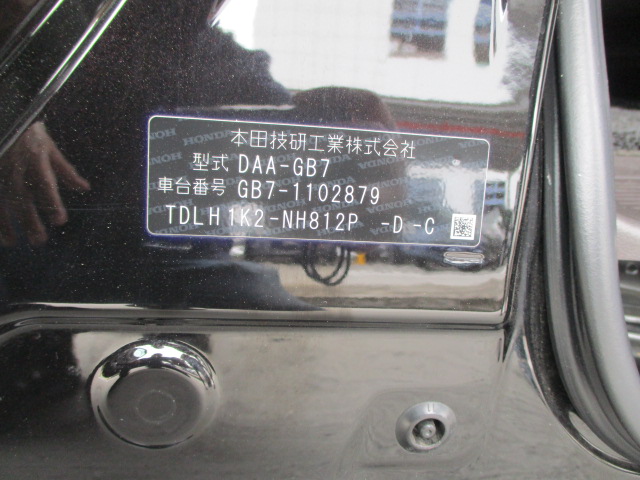 本田技研工業株式会社
型式 DAA-GB7
車台番号 GB7-1102879
TDLH1K2-NH812P -D-C